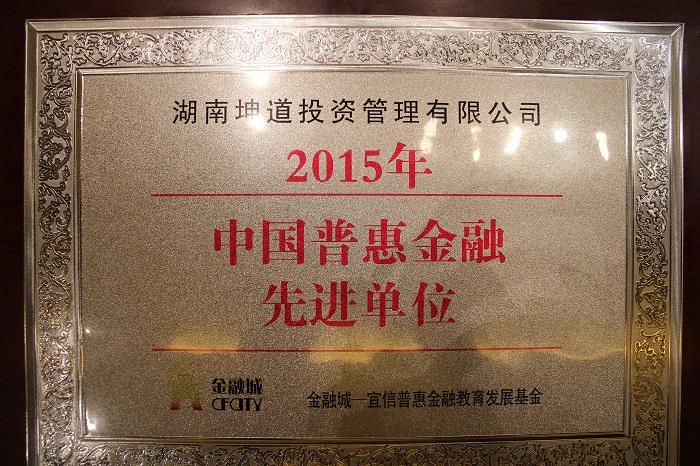 湖南坤道投资管理有限公司
2015年
中国普惠金融
先进单位
金融城
CFCITY
金融城—宜信普惠金融教育发展基金